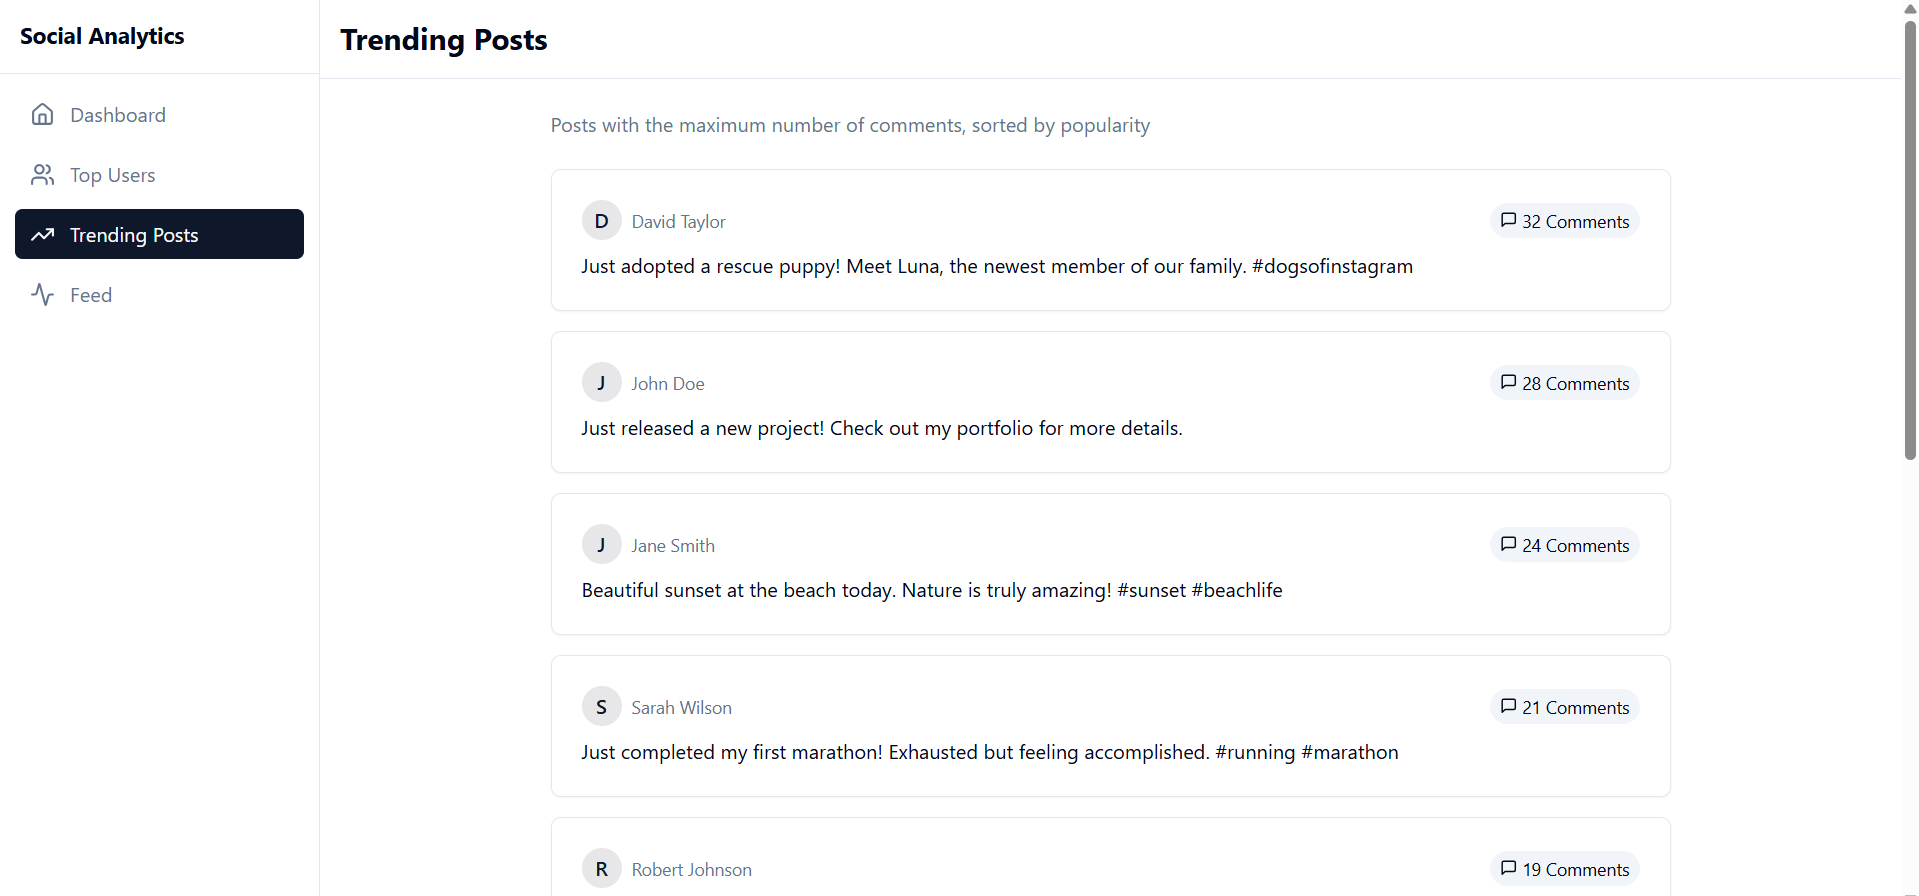 Social Analytics
Dashboard
Top Users
Trending Posts
Feed
Trending Posts
Posts with the maximum number of comments, sorted by popularity
D David Taylor 32 Comments
Just adopted a rescue puppy! Meet Luna, the newest member of our family. #dogsofinstagram
J John Doe 28 Comments
Just released a new project! Check out my portfolio for more details.
J Jane Smith 24 Comments
Beautiful sunset at the beach today. Nature is truly amazing! #sunset #beachlife
S Sarah Wilson 21 Comments
Just completed my first marathon! Exhausted but feeling accomplished. #running #marathon
R Robert Johnson 19 Comments